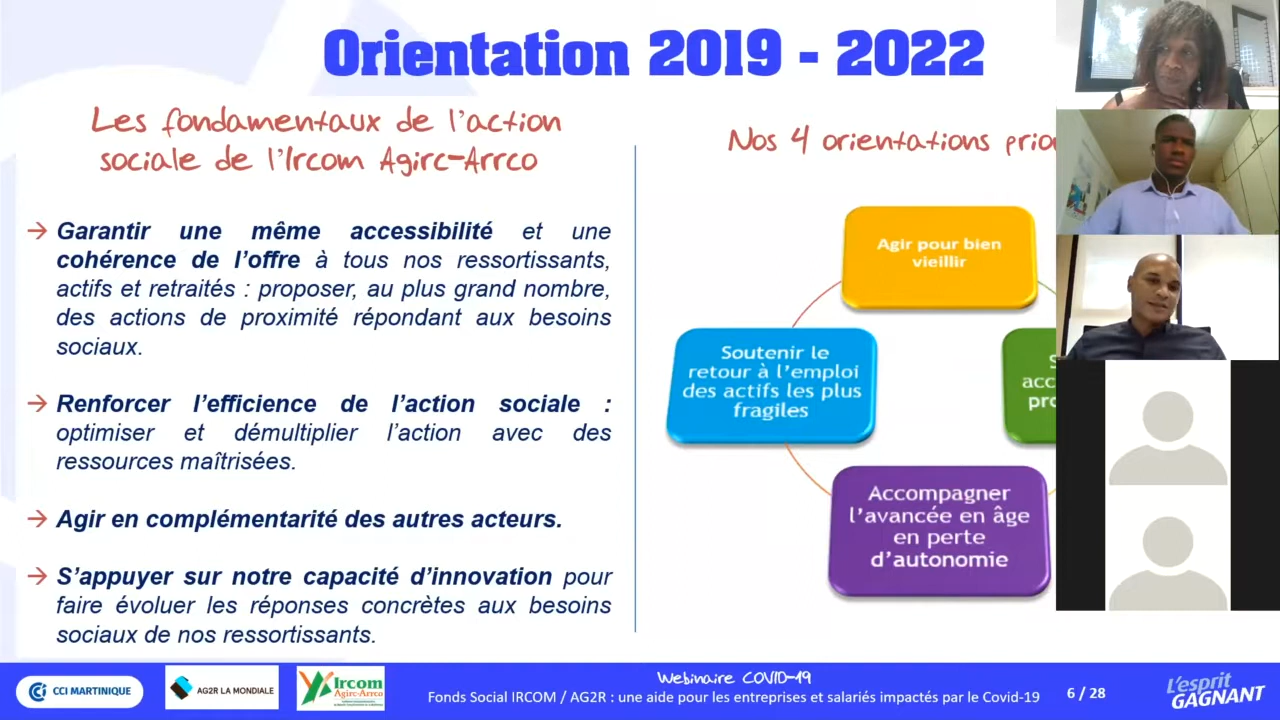 Orientation 2019 - 2022
Les fondamentaux de l'action
sociale de l'Ircom Agirc-Arrco
→ Garantir une même accessibilité et une
cohérence de l'offre à tous nos ressortissants,
actifs et retraités : proposer, au plus grand nombre,
des actions de proximité répondant aux besoins
sociaux.
→ Renforcer l'efficience de l'action sociale :
optimiser et démultiplier l'action avec des
ressources maîtrisées.
→ Agir en complémentarité des autres acteurs.
→ S'appuyer sur notre capacité d'innovation pour
faire évoluer les réponses concrètes aux besoins
sociaux de nos ressortissants.
Nos 4 orientations
Agir pour bien
vieillir
Soutenir le
retour à l'emploi
des actifs les plus
fragiles
Accompagner
l'avancée en âge
en perte
d'autonomie
CCI MARTINIQUE
AG2R LA MONDIALE
Ircom
Agirc-Arrco
Webinaire COVID-19
Fonds Social IRCOM / AG2R : une aide pour les entreprises et salariés impactés par le Covid-19
6 / 28
L'esprit
GAGNANT